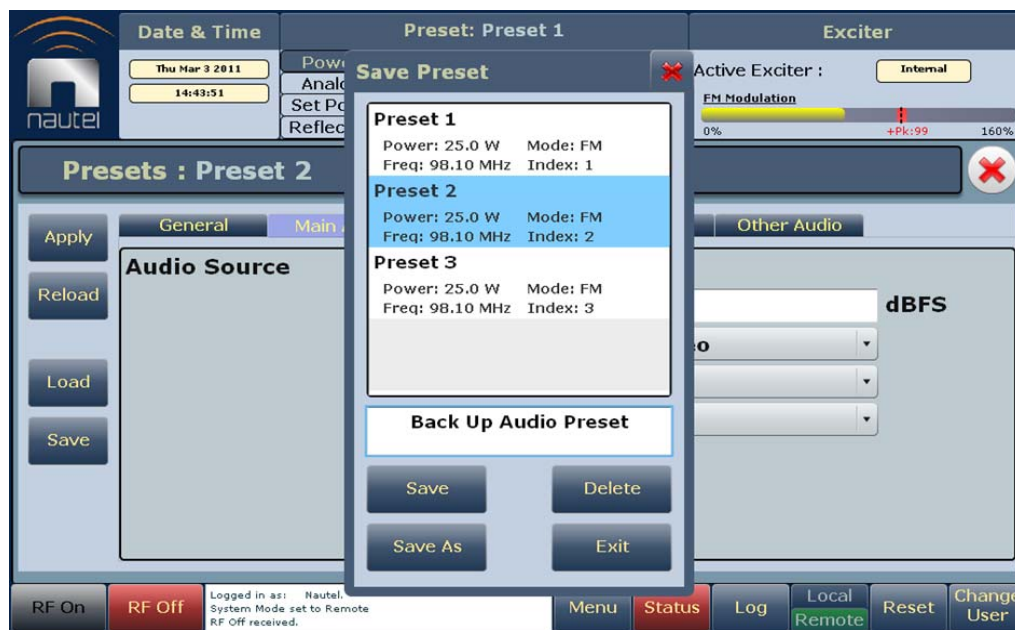 Date & Time
Preset: Preset 1
Exciter
nautel
Thu Mar 3 2011
14:43:51
Save Preset
Active Exciter :
Internal
Set
Reflec
FM Modulation
0%
+Pk:99
160%
Presets : Preset 2
Preset 1
Power: 25.0 W Mode: FM
Freq: 98.10 MHz Index: 1
Preset 2
Power: 25.0 W Mode: FM
Freq: 98.10 MHz Index: 2
Preset 3
Power: 25.0 W Mode: FM
Freq: 98.10 MHz Index: 3
Back Up Audio Preset
Save
Delete
Save As
Exit
Apply
Reload
Load
Save
General
Main
Other Audio
Audio Source
dBFS
RF On
RF Off
Logged in as: Nautel.
System Mode set to Remote
RF Off received.
Menu
Status
Log
Local
Remote
Reset
Change
User